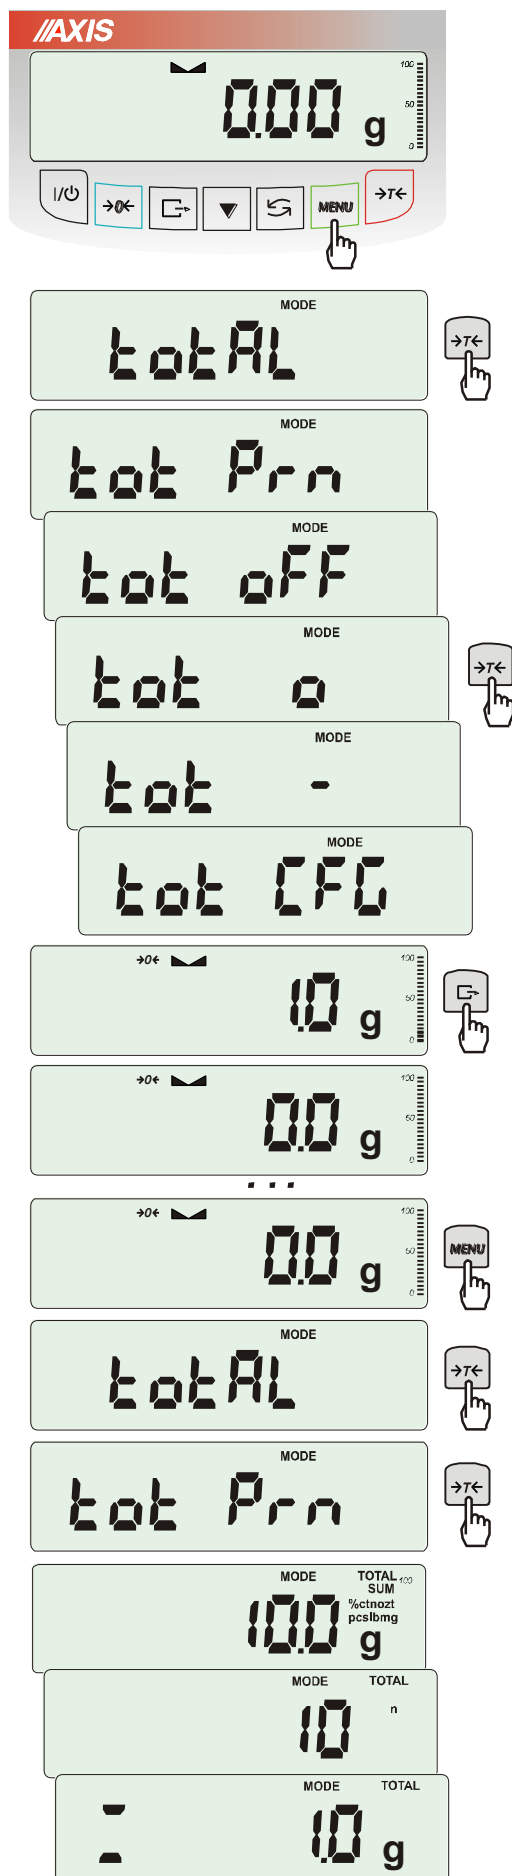 AXIS
100
0.00 g
50
0
I/⏻ →0← MENU →T←
MODE
totAL
→T←
MODE
tot Prn
MODE
tot oFF
MODE
tot o
→T←
MODE
tot -
MODE
tot CFG
→0← 100
1.0 g
50
0
→0← 100
0.0 g
50
0
...
→0← 100
0.0 g
50
0
MENU
MODE
totAL
→T←
MODE
tot Prn
→T←
MODE TOTAL 100
SUM
%ctnozt
pcslbmg
10.0 g
MODE TOTAL
10 n
MODE TOTAL
1.0 g